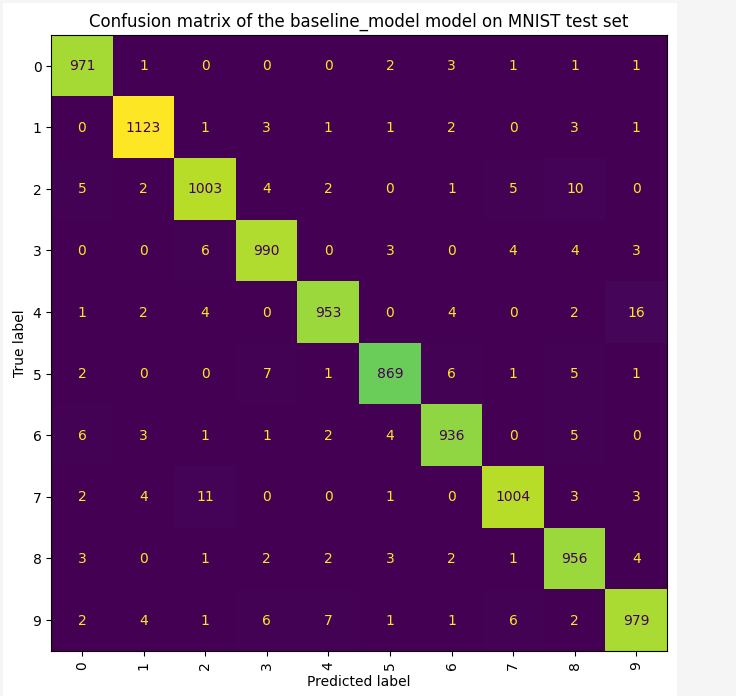 Confusion matrix of the baseline_model model on MNIST test set
0 971 1 0 0 0 2 3 1 1 1
1 0 1123 1 3 1 1 2 0 3 1
2 5 2 1003 4 2 0 1 5 10 0
3 0 0 6 990 0 3 0 4 4 3
4 1 2 4 0 953 0 4 0 2 16
5 2 0 0 7 1 869 6 1 5 1
6 6 3 1 1 2 4 936 0 5 0
7 2 4 11 0 0 1 0 1004 3 3
8 3 0 1 2 2 3 2 1 956 4
9 2 4 1 6 7 1 1 6 2 979
True label
0 1 2 3 4 5 6 7 8 9
Predicted label